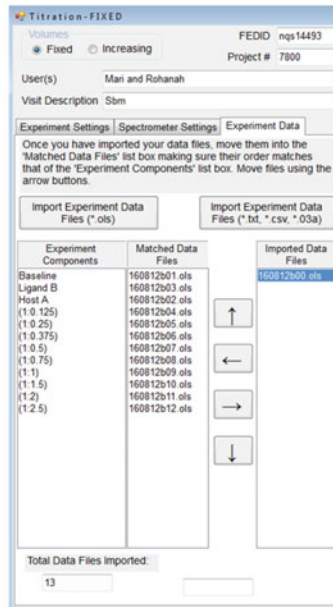 Titration-FIXED
Volumes
Fixed Increasing
FEDID nqs14493
Project # 7800
User(s) Mari and Rohanah
Visit Description Sbm
Experiment Settings Spectrometer Settings Experiment Data
Once you have imported your data files, move them into the
'Matched Data Files' list box making sure their order matches
that of the 'Experiment Components' list box. Move files using the
arrow buttons.
Import Experiment Data
Files (*.ols)
Import Experiment Data
Files (*.txt, *.csv, *.03a)
Experiment
Components
Matched Data
Files
Imported Data
Files
Baseline 160812b01.ols 160812b00.ols
Ligand B 160812b03.ols
Host A 160812b02.ols
(1:0.125) 160812b04.ols
(1:0.25) 160812b05.ols
(1:0.375) 160812b06.ols
(1:0.5) 160812b07.ols
(1:0.75) 160812b08.ols
(1:1) 160812b09.ols
(1:1.5) 160812b10.ols
(1:2) 160812b11.ols
(1:2.5) 160812b12.ols
↑
←
→
↓
Total Data Files Imported:
13